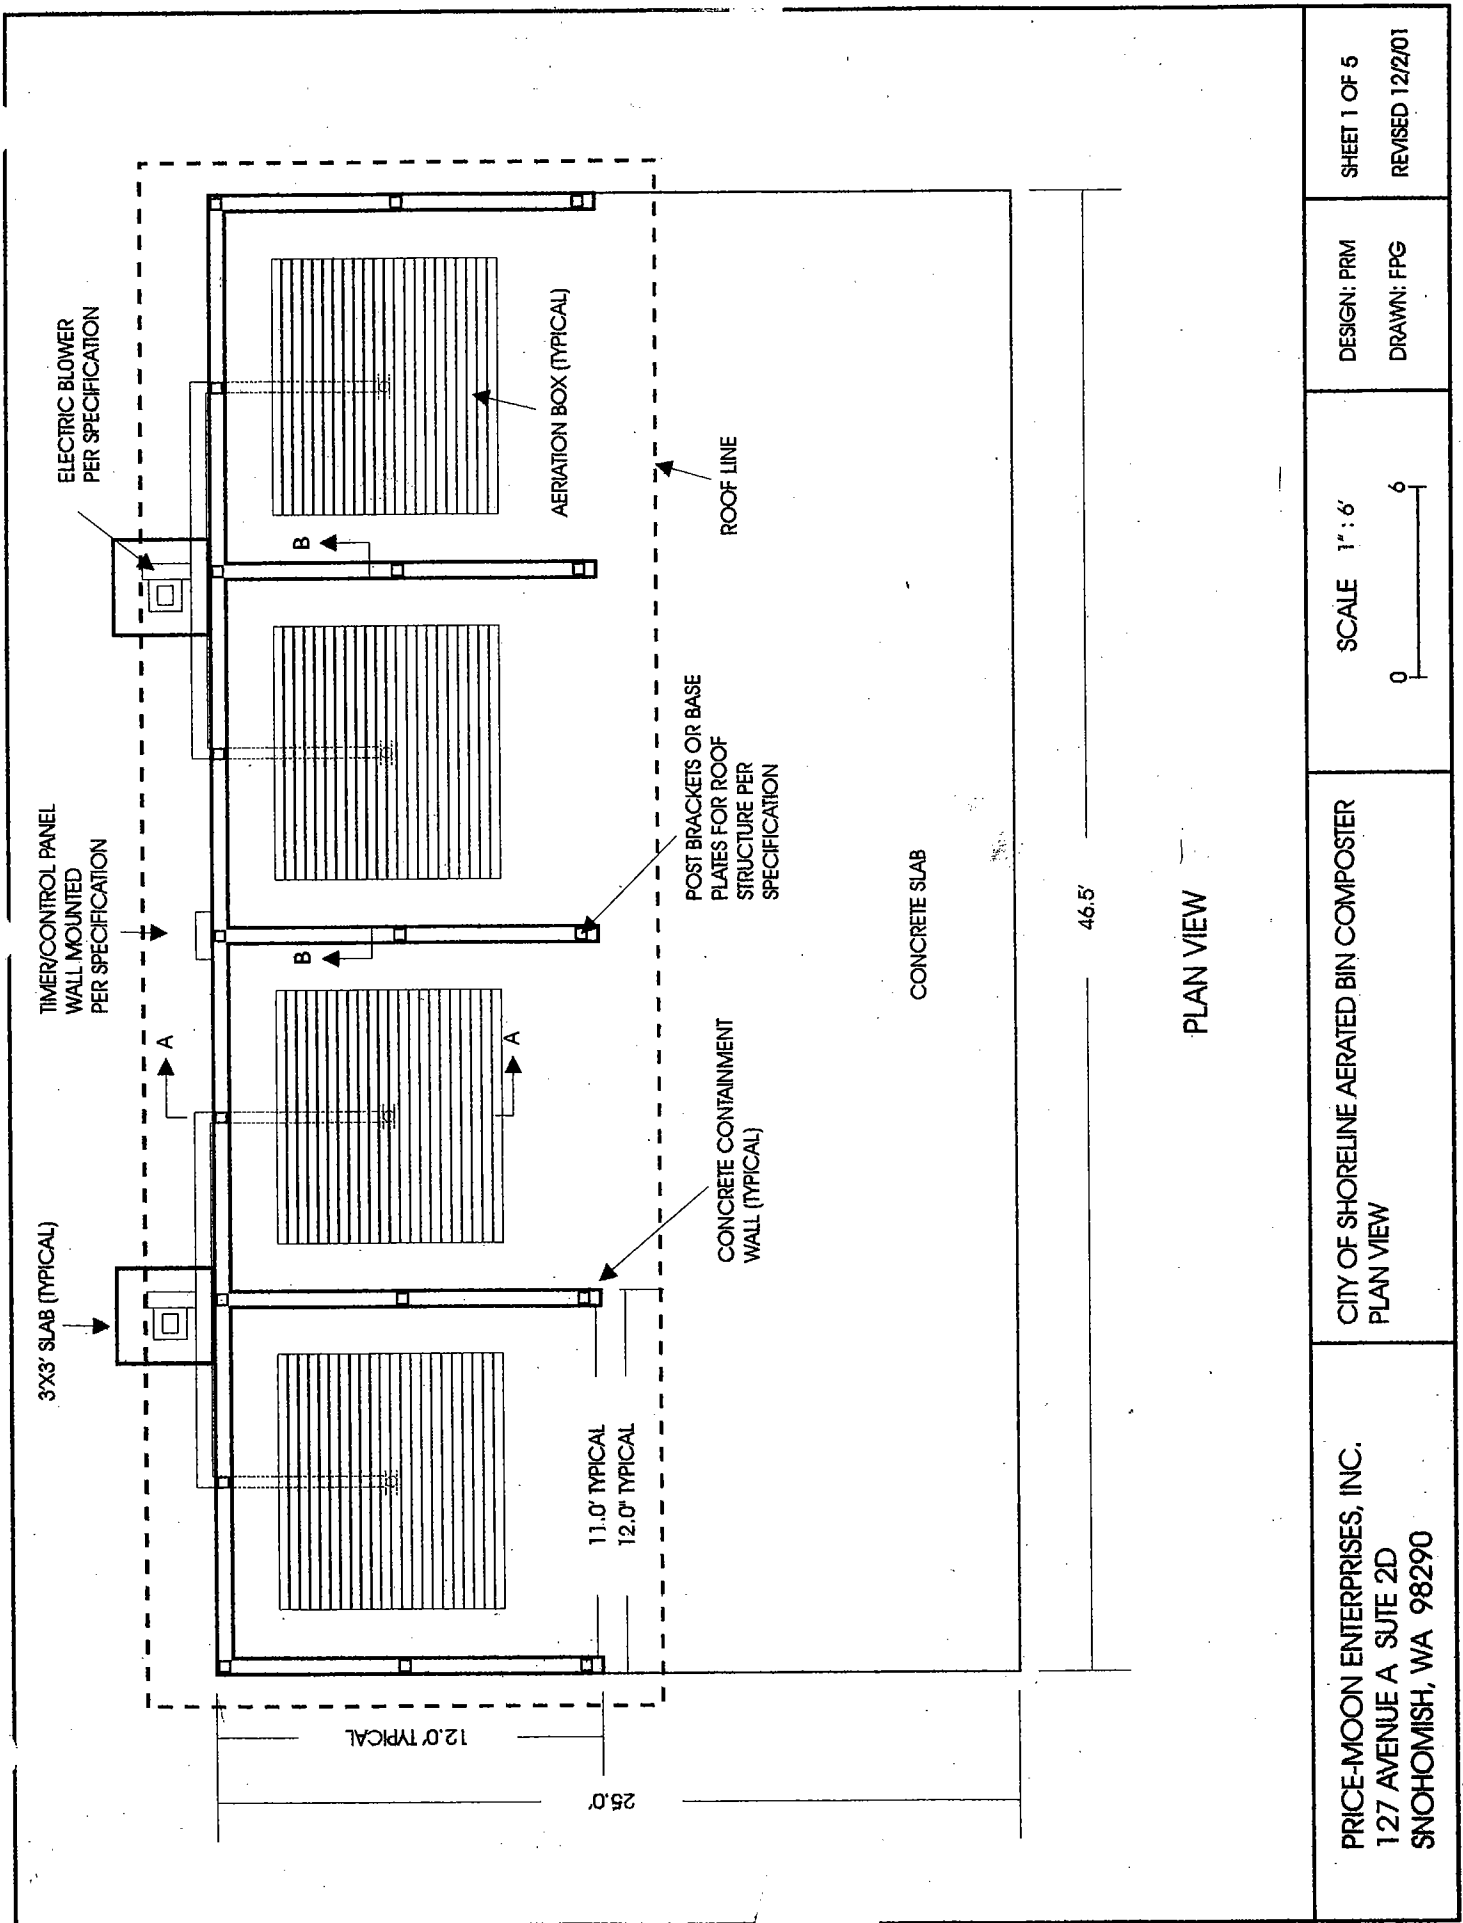 3'X3' SLAB (TYPICAL)
TIMER/CONTROL PANEL
WALL MOUNTED
PER SPECIFICATION
ELECTRIC BLOWER
PER SPECIFICATION
A
A
B
B
AERIATION BOX (TYPICAL)
ROOF LINE
POST BRACKETS OR BASE
PLATES FOR ROOF
STRUCTURE PER
SPECIFICATION
CONCRETE CONTAINMENT
WALL (TYPICAL)
11.0' TYPICAL
12.0" TYPICAL
12.0' TYPICAL
25.0'
CONCRETE SLAB
46.5'
PLAN VIEW
PRICE-MOON ENTERPRISES, INC.
127 AVENUE A SUTE 2D
SNOHOMISH, WA 98290
CITY OF SHORELINE AERATED BIN COMPOSTER
PLAN VIEW
SCALE 1" : 6'
0 6
DESIGN: PRM
DRAWN: FPG
SHEET 1 OF 5
REVISED 12/2/01